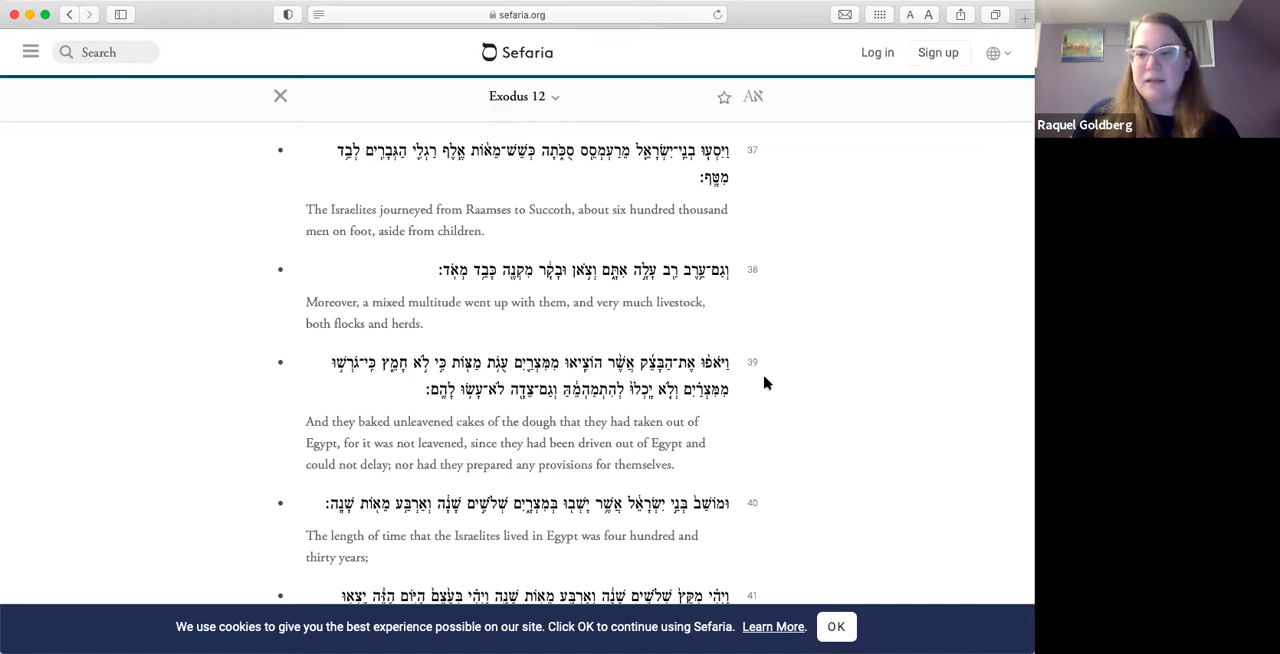 sefaria.org
A A
Search
Sefaria
Log in
Sign up
Exodus 12
Aא
37
וַיִּסְע֧וּ בְנֵֽי־יִשְׂרָאֵ֛ל מֵרַעְמְסֵ֖ס סֻכֹּ֑תָה כְּשֵׁשׁ־מֵא֨וֹת אֶ֧לֶף רַגְלִ֛י הַגְּבָרִ֖ים לְבַ֥ד
מִטָּֽף׃
The Israelites journeyed from Raamses to Succoth, about six hundred thousand
men on foot, aside from children.
38
וְגַם־עֵ֥רֶב רַ֖ב עָלָ֣ה אִתָּ֑ם וְצֹ֣אן וּבָקָ֔ר מִקְנֶ֖ה כָּבֵ֥ד מְאֹֽד׃
Moreover, a mixed multitude went up with them, and very much livestock,
both flocks and herds.
39
וַיֹּאפ֨וּ אֶת־הַבָּצֵ֜ק אֲשֶׁ֨ר הוֹצִ֧יאוּ מִמִּצְרַ֛יִם עֻגֹ֥ת מַצּ֖וֹת כִּ֣י לֹ֣א חָמֵ֑ץ כִּֽי־גֹרְשׁ֣וּ
מִמִּצְרַ֗יִם וְלֹ֤א יָֽכְלוּ֙ לְהִתְמַהְמֵ֔הַּ וְגַם־צֵדָ֖ה לֹא־עָשׂ֥וּ לָהֶֽם׃
And they baked unleavened cakes of the dough that they had taken out of
Egypt, for it was not leavened, since they had been driven out of Egypt and
could not delay; nor had they prepared any provisions for themselves.
40
וּמוֹשַׁב֙ בְּנֵ֣י יִשְׂרָאֵ֔ל אֲשֶׁ֥ר יָשְׁב֖וּ בְּמִצְרָ֑יִם שְׁלֹשִׁ֣ים שָׁנָ֔ה וְאַרְבַּ֥ע מֵא֖וֹת שָׁנָֽה׃
The length of time that the Israelites lived in Egypt was four hundred and
thirty years;
41
וַיְהִ֗י מִקֵּץ֙ שְׁלֹשִׁ֣ים שָׁנָ֔ה וְאַרְבַּ֥ע מֵא֖וֹת שָׁנָ֑ה וַיְהִ֗י בְּעֶ֙צֶם֙ הַיּ֣וֹם הַזֶּ֔ה יָֽצְא֛וּ
We use cookies to give you the best experience possible on our site. Click OK to continue using Sefaria. Learn More.
OK
Raquel Goldberg